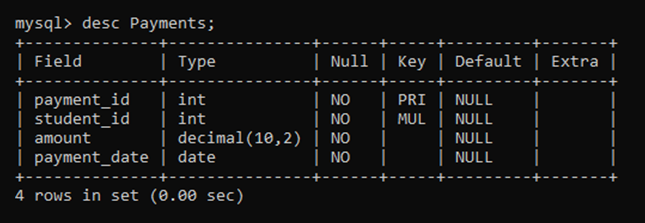 mysql> desc Payments;
+--------------+---------------+------+-----+---------+-------+
| Field        | Type          | Null | Key | Default | Extra |
+--------------+---------------+------+-----+---------+-------+
| payment_id   | int           | NO   | PRI | NULL    |       |
| student_id   | int           | NO   | MUL | NULL    |       |
| amount       | decimal(10,2) | NO   |     | NULL    |       |
| payment_date | date          | NO   |     | NULL    |       |
+--------------+---------------+------+-----+---------+-------+
4 rows in set (0.00 sec)